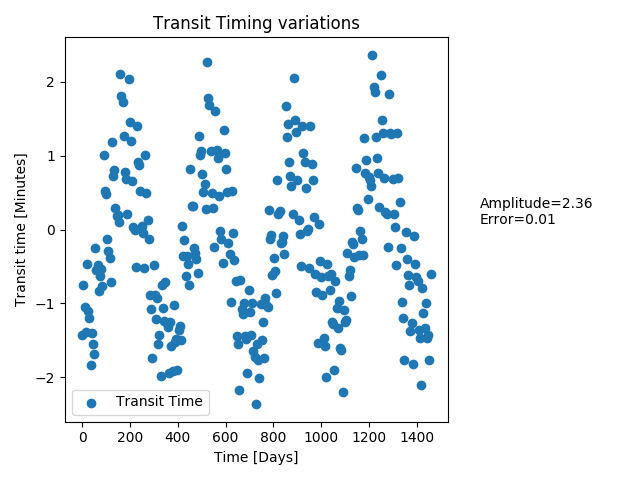 Transit Timing variations
Transit time [Minutes]
2
1
0
−1
−2
Amplitude=2.36
Error=0.01
Transit Time
0 200 400 600 800 1000 1200 1400
Time [Days]